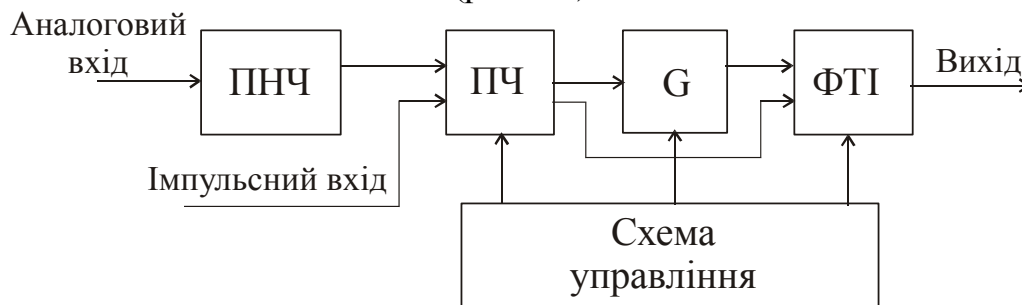 Аналоговий
вхід
ПНЧ
ПЧ
G
ФТІ
Вихід
Імпульсний вхід
Схема
управління